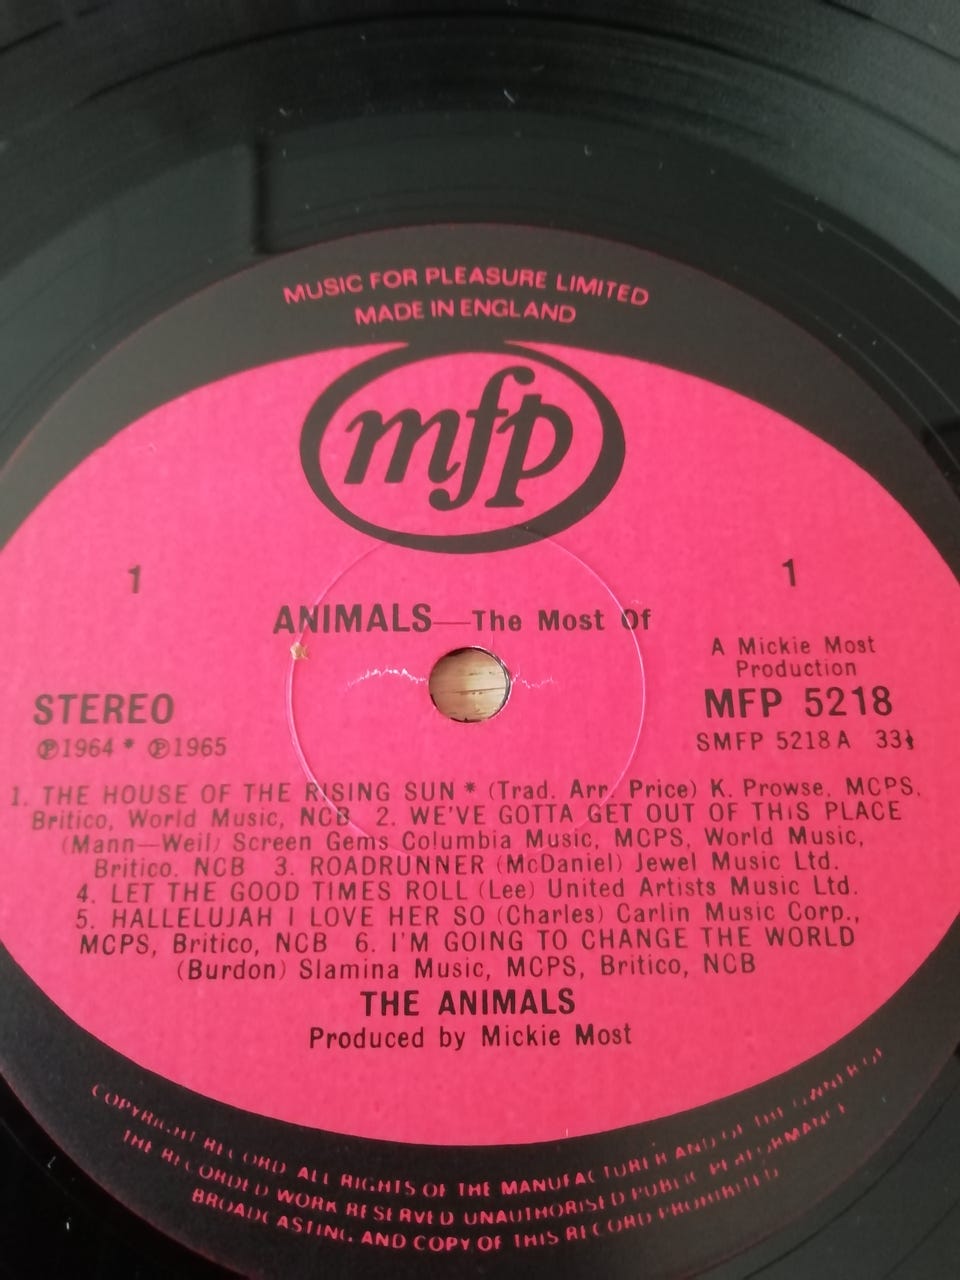 MUSIC FOR PLEASURE LIMITED
MADE IN ENGLAND
mfp
1
1
ANIMALS—The Most Of
A Mickie Most
Production
STEREO
MFP 5218
℗1964 * ℗1965
SMFP 5218 A 33⅓
1. THE HOUSE OF THE RISING SUN * (Trad. Arr. Price) K. Prowse, MCPS,
Britico, World Music, NCB 2. WE'VE GOTTA GET OUT OF THIS PLACE
(Mann—Weil) Screen Gems Columbia Music, MCPS, World Music,
Britico, NCB 3. ROADRUNNER (McDaniel) Jewel Music Ltd.
4. LET THE GOOD TIMES ROLL (Lee) United Artists Music Ltd.
5. HALLELUJAH I LOVE HER SO (Charles) Carlin Music Corp.,
MCPS, Britico, NCB 6. I'M GOING TO CHANGE THE WORLD
(Burdon) Slamina Music, MCPS, Britico, NCB
THE ANIMALS
Produced by Mickie Most
COPYRIGHT RECORD ALL RIGHTS OF THE MANUFACTURER AND OF THE OWNER OF
THE RECORDED WORK RESERVED UNAUTHORISED PUBLIC PERFORMANCE
BROADCASTING AND COPY OF THIS RECORD PROHIBITED